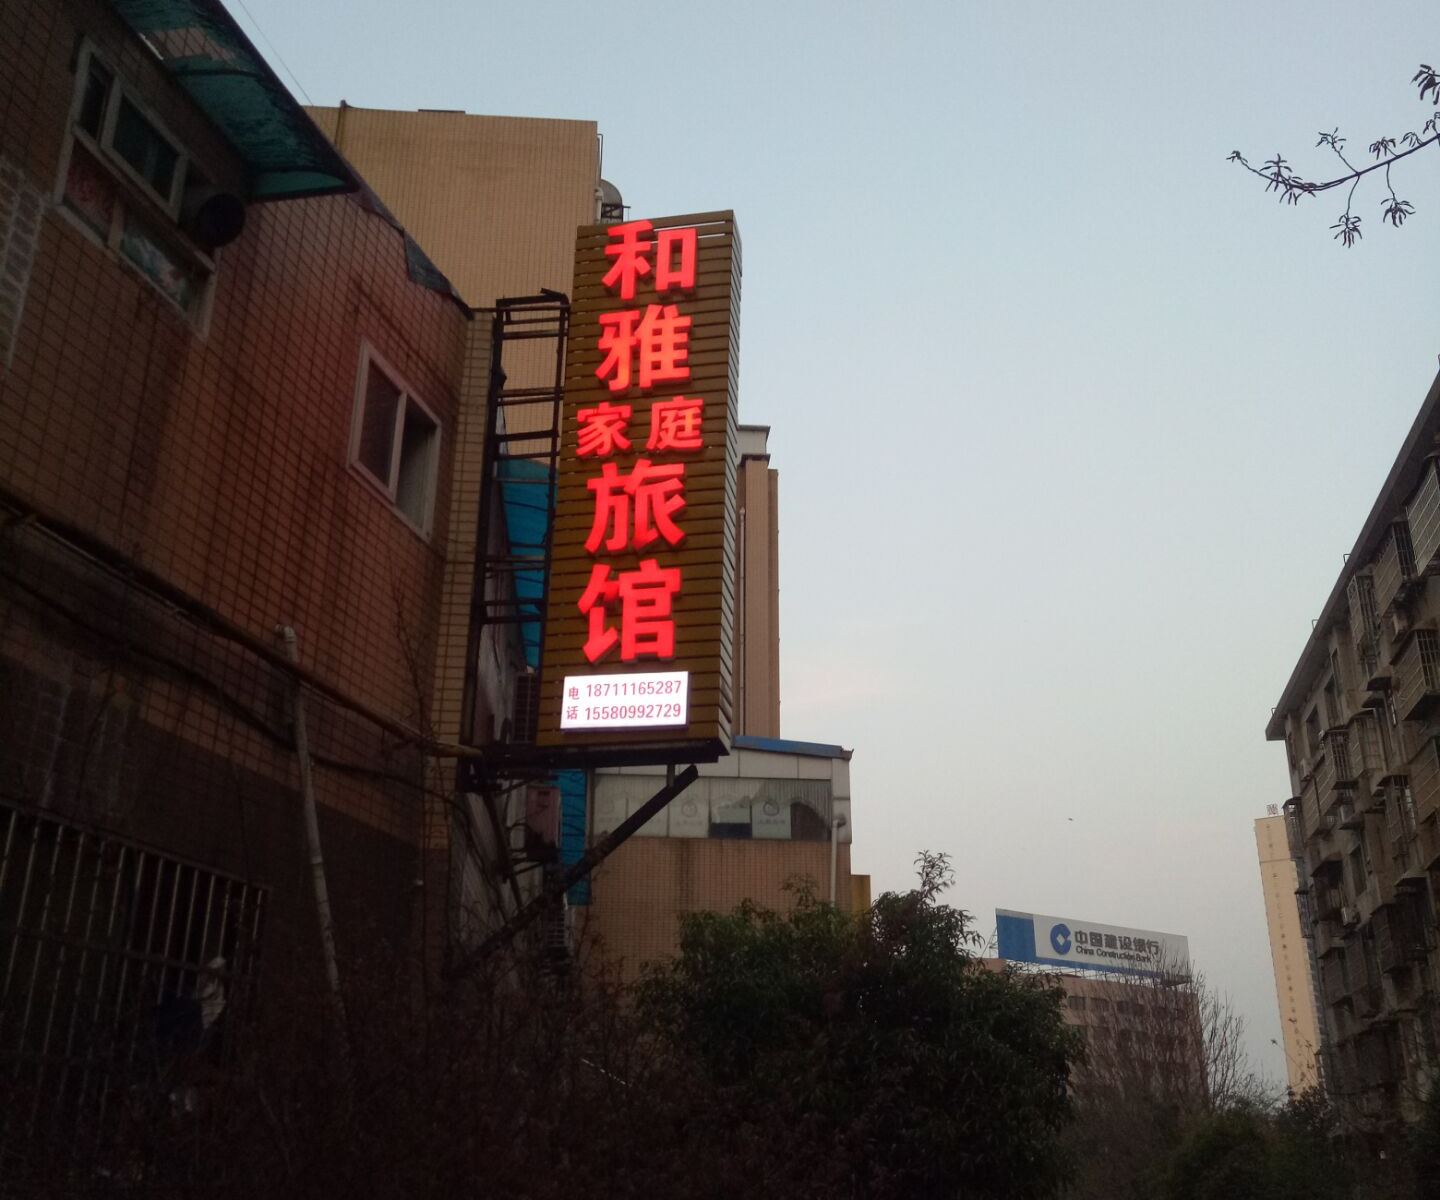 和
雅
家庭
旅
馆
电 18711165287
话 15580992729
中国建设银行
China Construction Bank